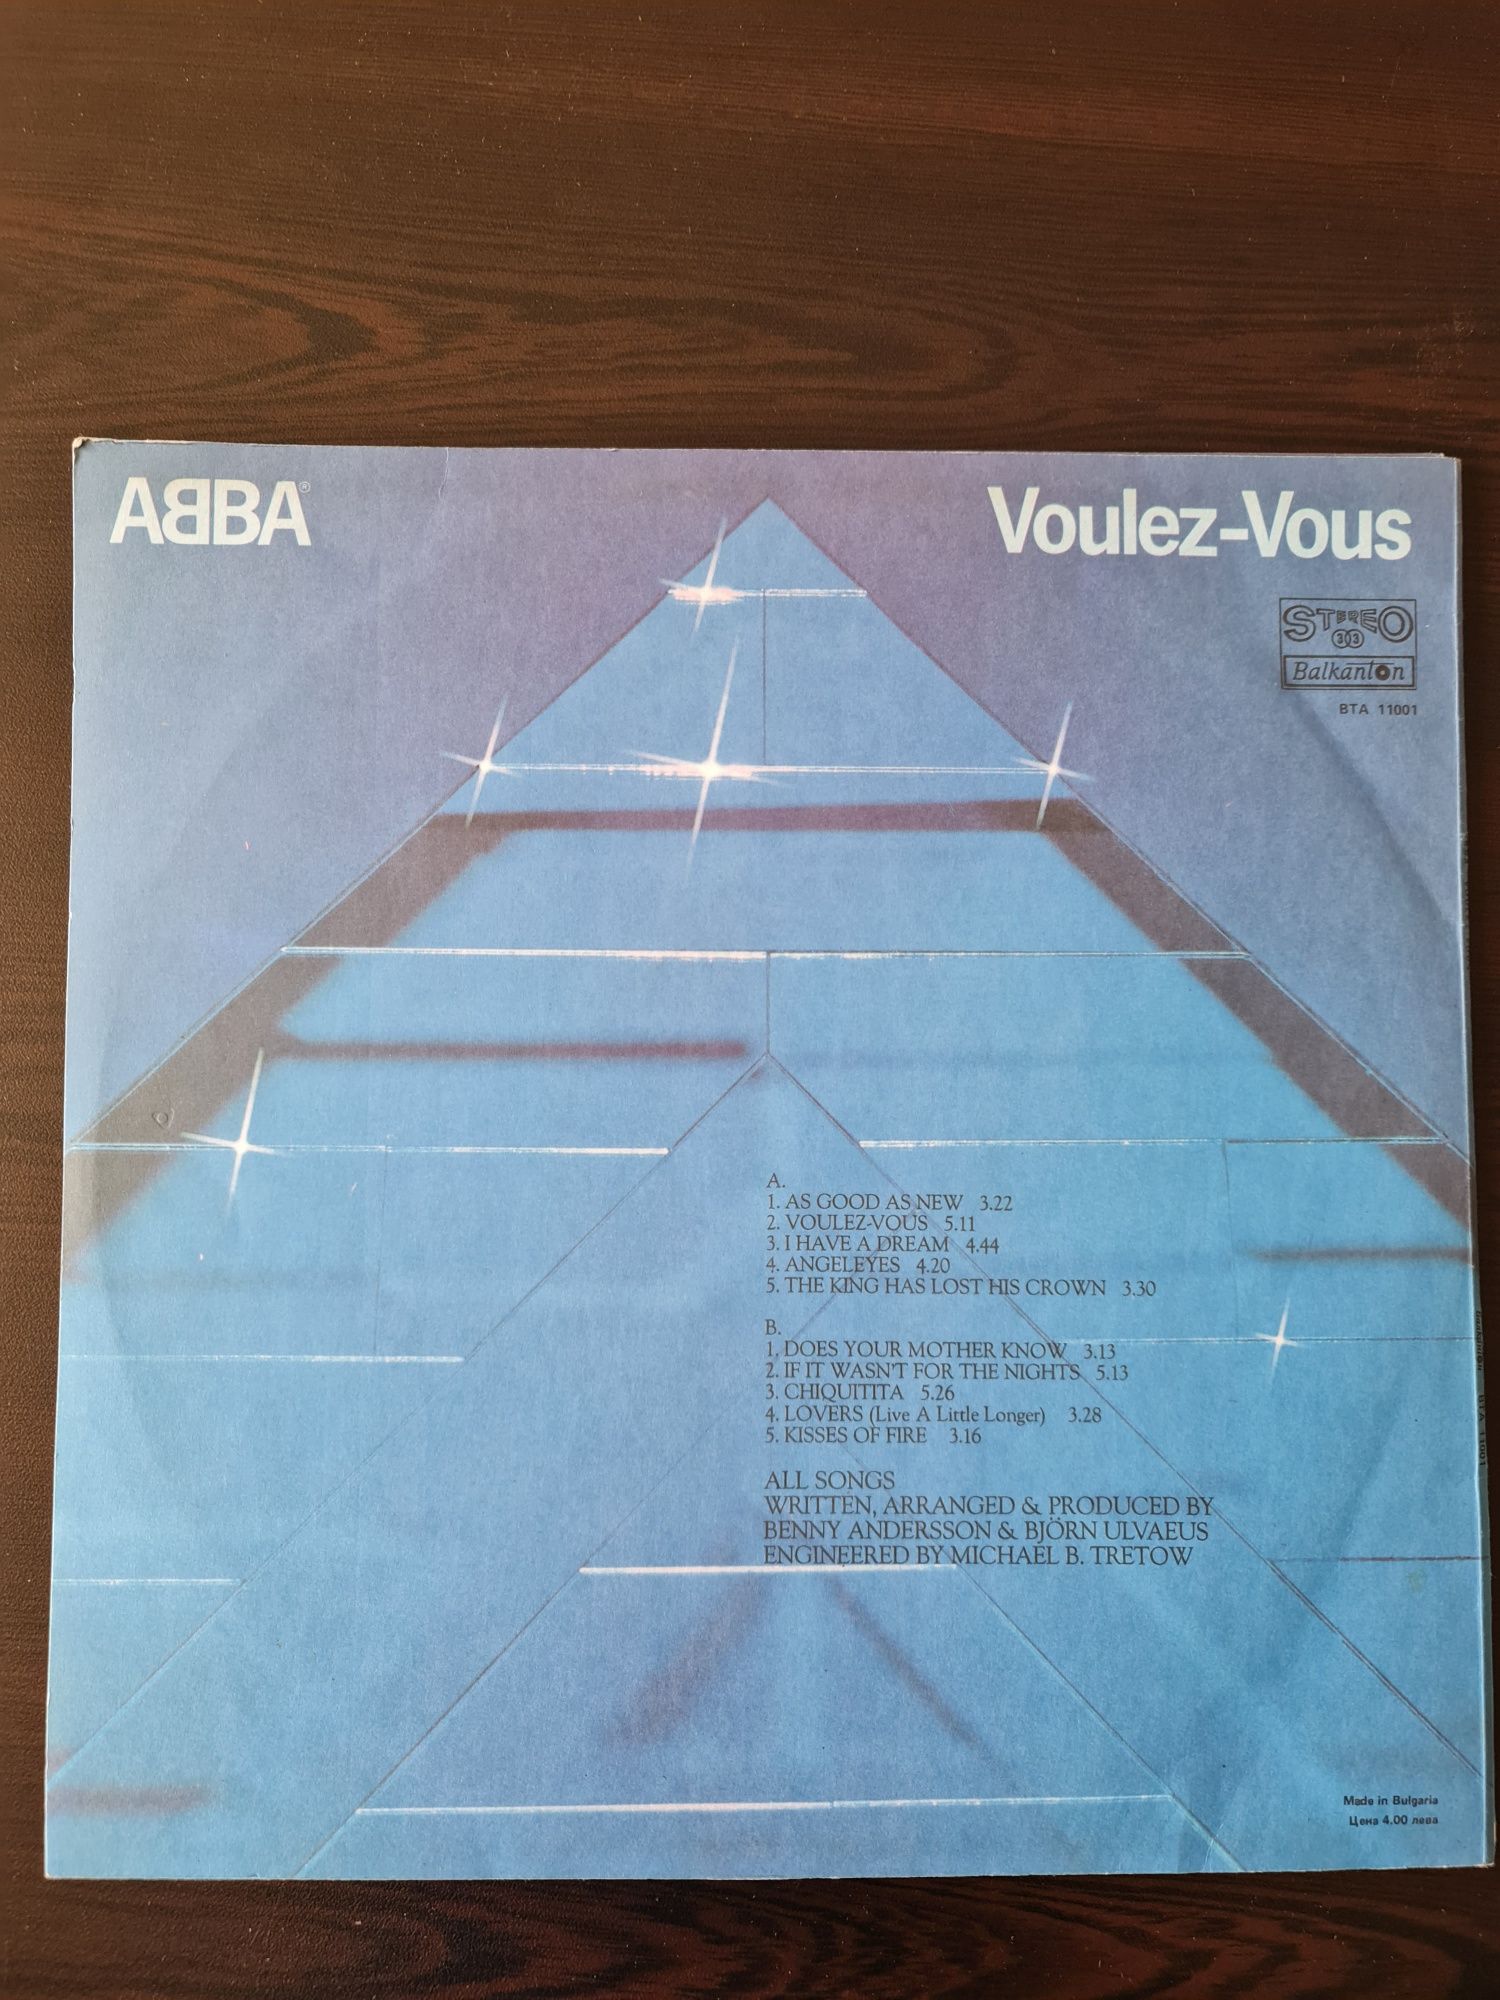 ABBA®
Voulez-Vous
STEREO
33
Balkanton
BTA 11001
A.
1. AS GOOD AS NEW 3.22
2. VOULEZ-VOUS 5.11
3. I HAVE A DREAM 4.44
4. ANGELEYES 4.20
5. THE KING HAS LOST HIS CROWN 3.30
B.
1. DOES YOUR MOTHER KNOW 3.13
2. IF IT WASN'T FOR THE NIGHTS 5.13
3. CHIQUITITA 5.26
4. LOVERS (Live A Little Longer) 3.28
5. KISSES OF FIRE 3.16
ALL SONGS
WRITTEN, ARRANGED & PRODUCED BY
BENNY ANDERSSON & BJÖRN ULVAEUS
ENGINEERED BY MICHAEL B. TRETOW
Made in Bulgaria
Цена 4.00 лева